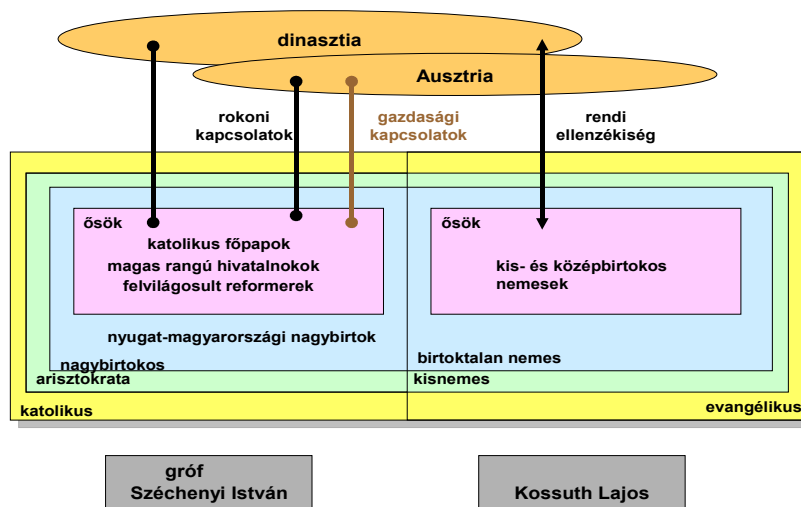 dinasztia
Ausztria
rokoni
kapcsolatok
gazdasági
kapcsolatok
rendi
ellenzékiség
ősök
katolikus főpapok
magas rangú hivatalnokok
felvilágosult reformerek
ősök
kis- és középbirtokos
nemesek
nyugat-magyarországi nagybirtok
nagybirtokos
birtoktalan nemes
arisztokrata
kisnemes
katolikus
evangélikus
gróf
Széchenyi István
Kossuth Lajos